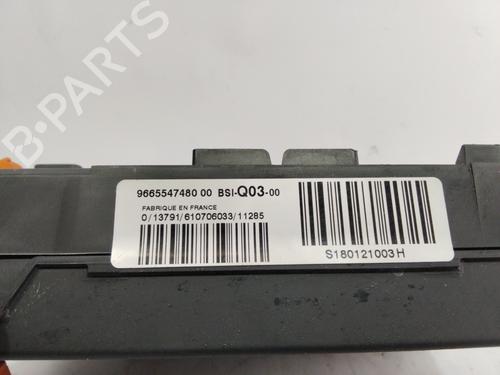 9665547480 00 BSI-Q03-00
FABRIQUE EN FRANCE
0/13791/610706033/11285
S180121003H
B-PARTS